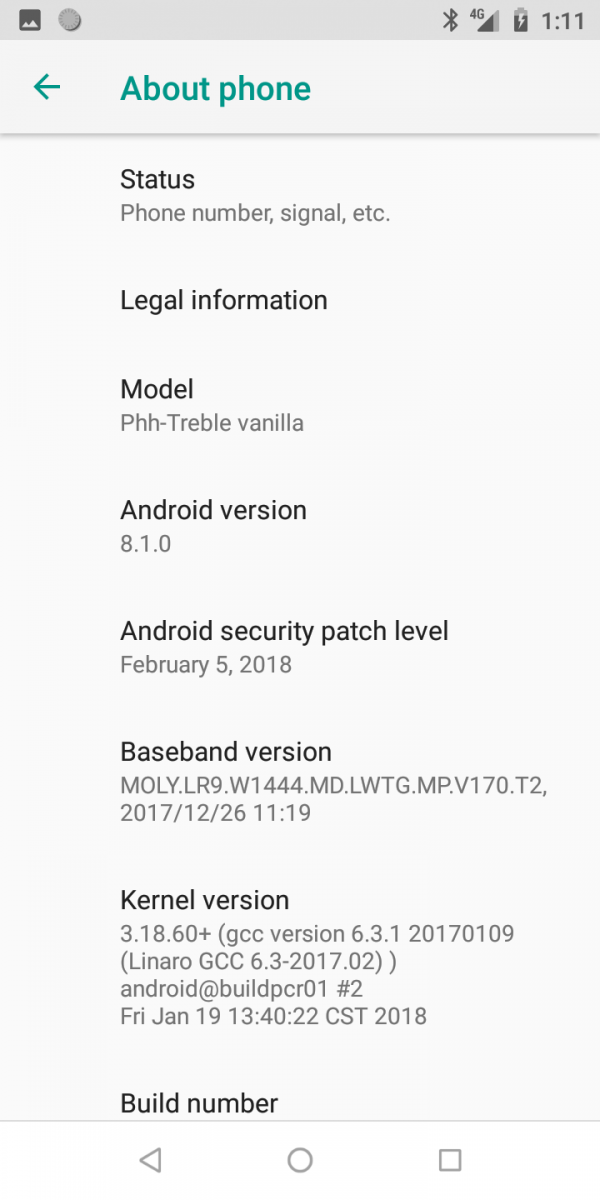 4G 1:11
About phone
Status
Phone number, signal, etc.
Legal information
Model
Phh-Treble vanilla
Android version
8.1.0
Android security patch level
February 5, 2018
Baseband version
MOLY.LR9.W1444.MD.LWTG.MP.V170.T2,
2017/12/26 11:19
Kernel version
3.18.60+ (gcc version 6.3.1 20170109
(Linaro GCC 6.3-2017.02) )
android@buildpcr01 #2
Fri Jan 19 13:40:22 CST 2018
Build number